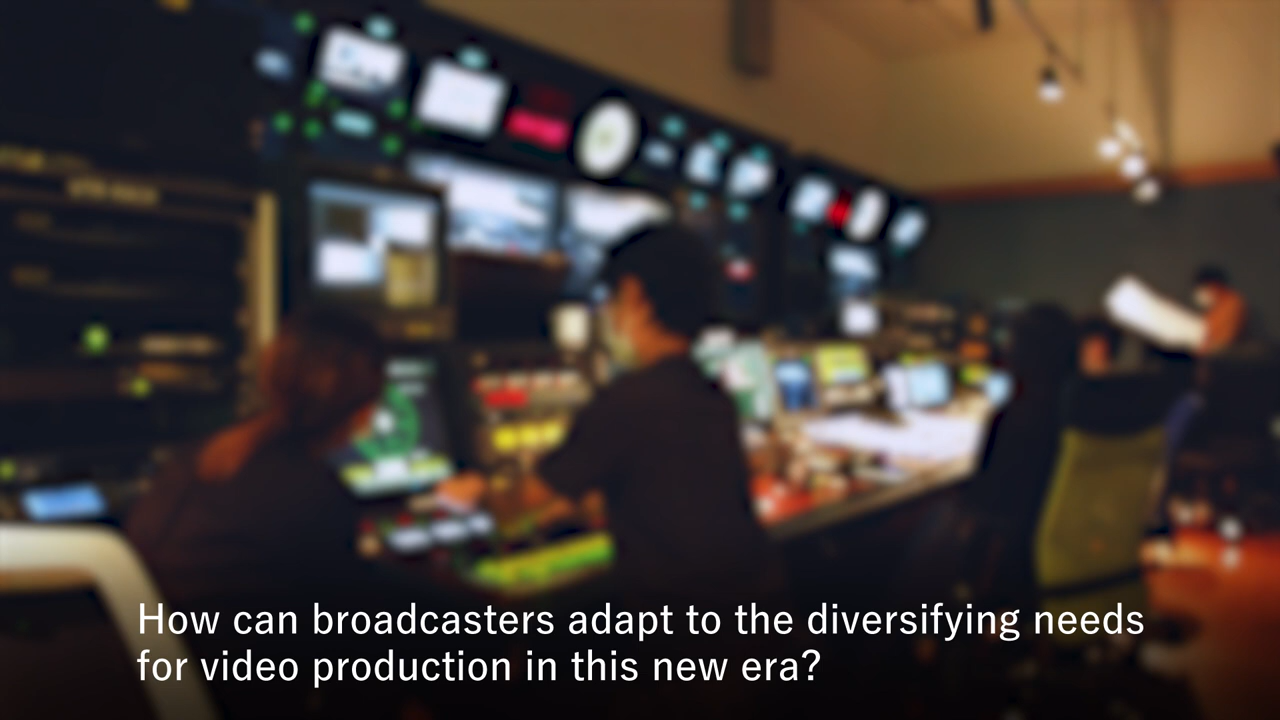 How can broadcasters adapt to the diversifying needs
for video production in this new era?